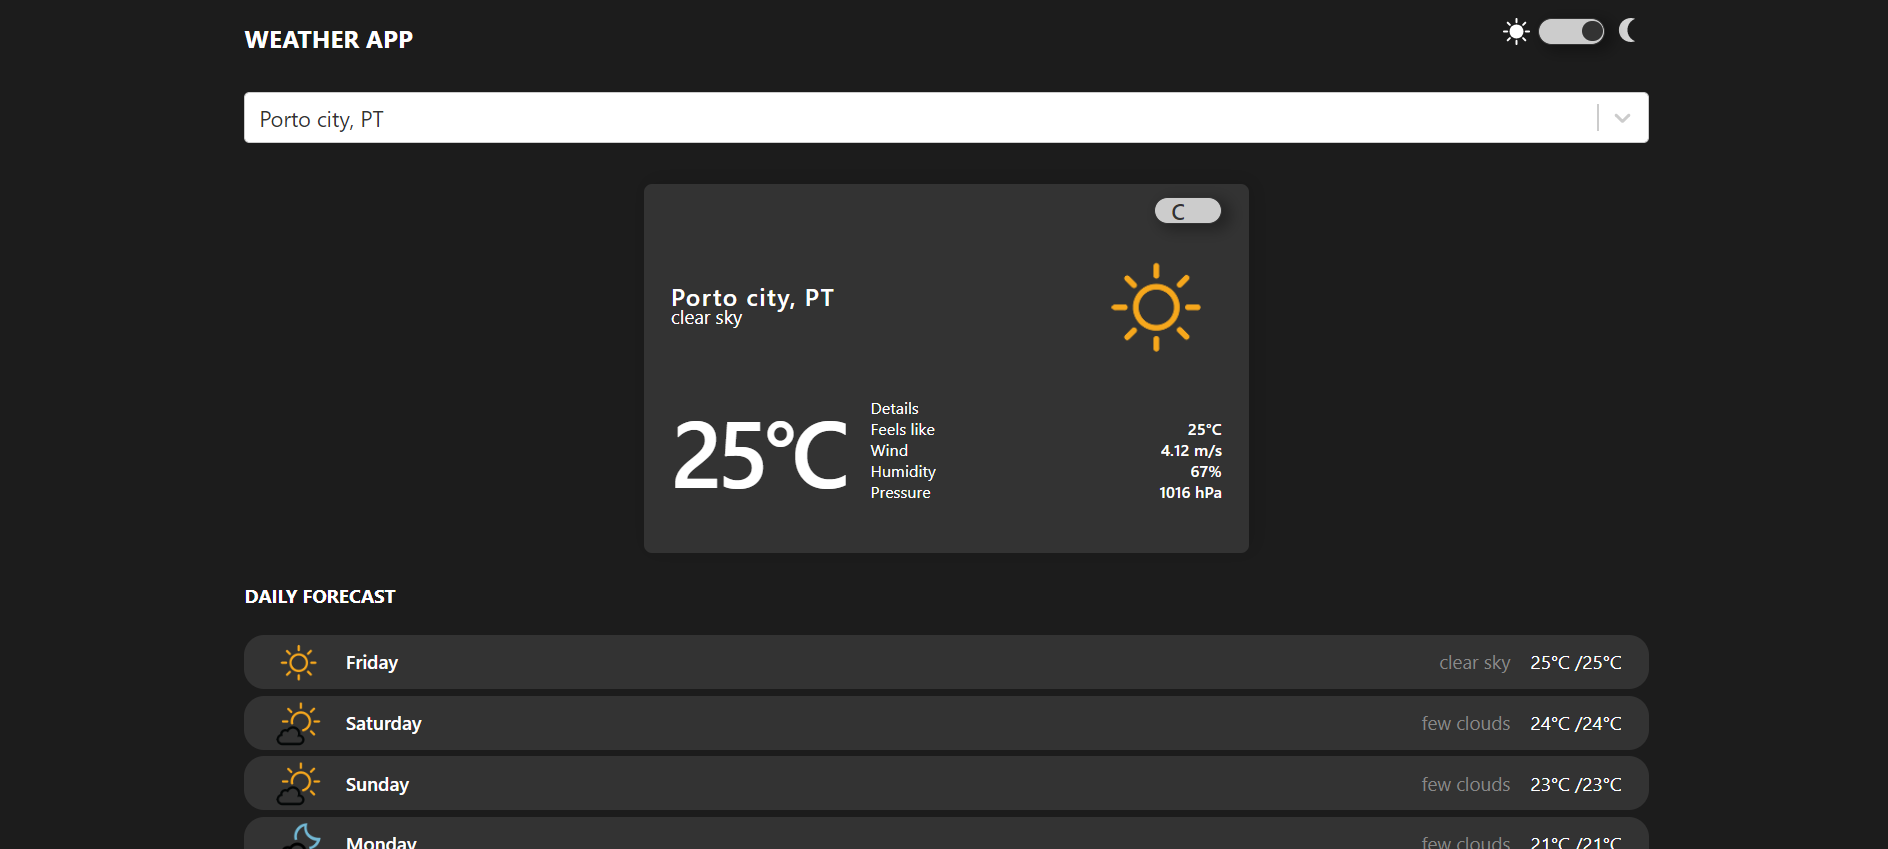 WEATHER APP
Porto city, PT
C
Porto city, PT
clear sky
25°C
Details
Feels like 25°C
Wind 4.12 m/s
Humidity 67%
Pressure 1016 hPa
DAILY FORECAST
Friday clear sky 25°C /25°C
Saturday few clouds 24°C /24°C
Sunday few clouds 23°C /23°C
Monday few clouds 21°C /21°C